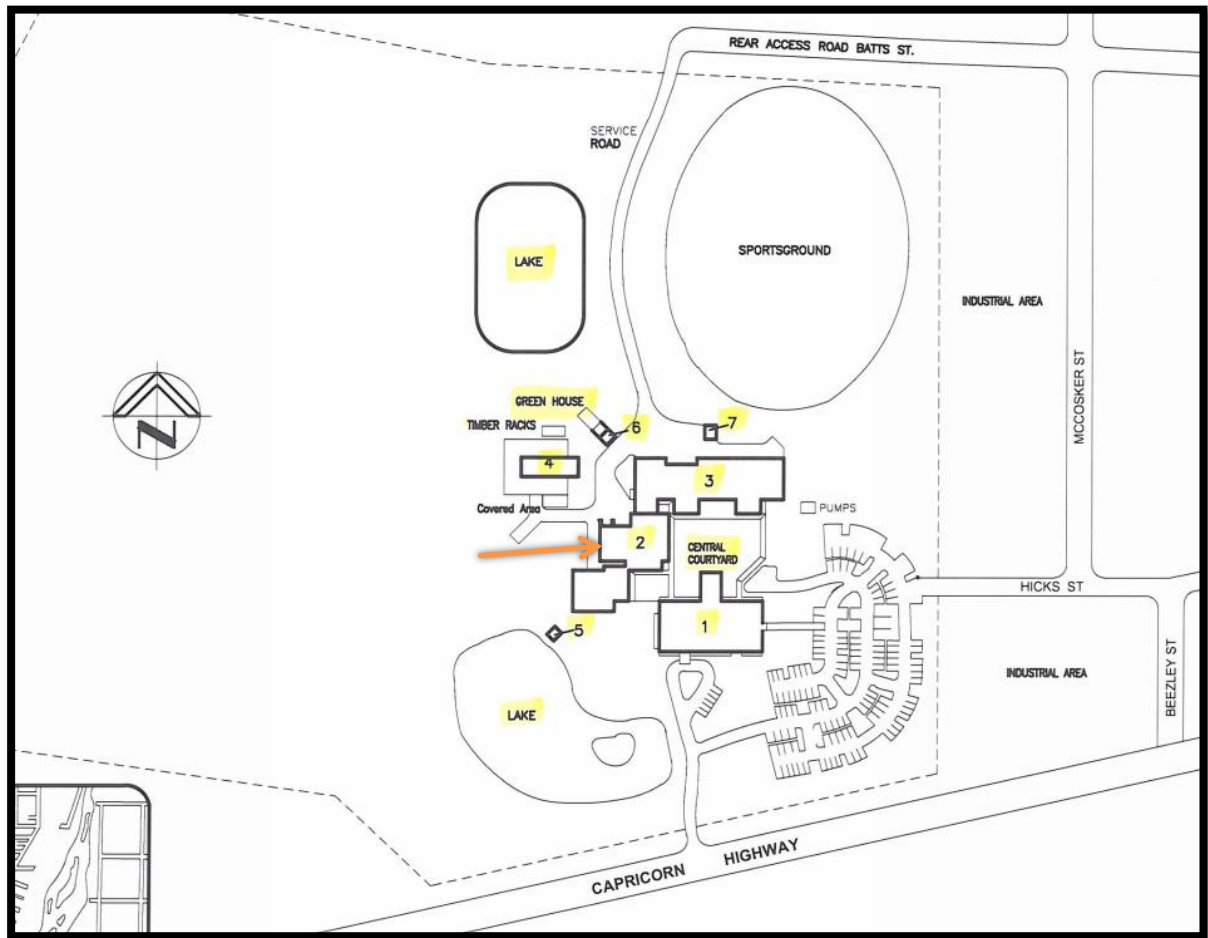 REAR ACCESS ROAD BATTS ST.
SERVICE
ROAD
LAKE
SPORTSGROUND
INDUSTRIAL AREA
MCCOSKER ST
GREEN HOUSE
TIMBER RACKS
6
7
4
3
Covered Area
PUMPS
2
CENTRAL
COURTYARD
HICKS ST
1
5
N
LAKE
INDUSTRIAL AREA
BEEZLEY ST
CAPRICORN HIGHWAY